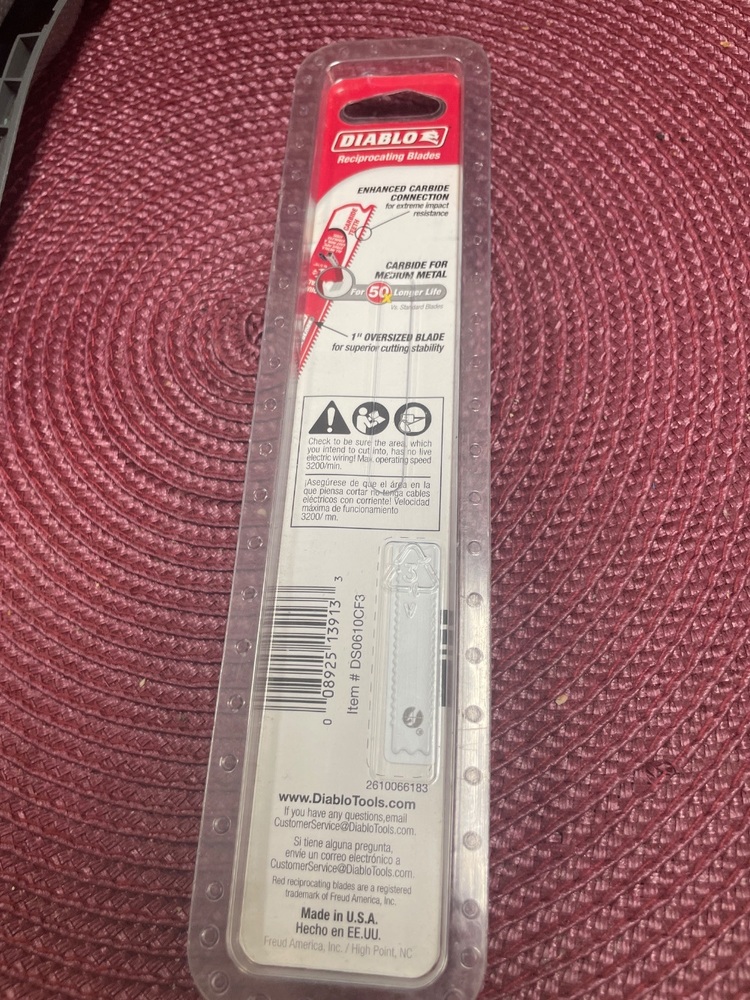 DIABLO
Reciprocating Blades
ENHANCED CARBIDE
CONNECTION
for extreme impact
resistance
CARBIDE
TEETH
CARBIDE FOR
MEDIUM METAL
For 50x Longer Life
Vs. Standard Blades
1" OVERSIZED BLADE
for superior cutting stability
Check to be sure the area, which
you intend to cut into, has no live
electric wiring! Max. operating speed
3200/min.
¡Asegúrese de que el área en la
que piensa cortar no tenga cables
eléctricos con corriente! Velocidad
máxima de funcionamiento
3200/ mn.
0 08925 13913 3
Item # DS0610CF3
V
2610066183
www.DiabloTools.com
If you have any questions,email
CustomerService@DiabloTools.com.
Si tiene alguna pregunta,
envíe un correo electrónico a
CustomerService@DiabloTools.com.
Red reciprocating blades are a registered
trademark of Freud America, Inc.
Made in U.S.A.
Hecho en EE.UU.
Freud America, Inc. / High Point, NC